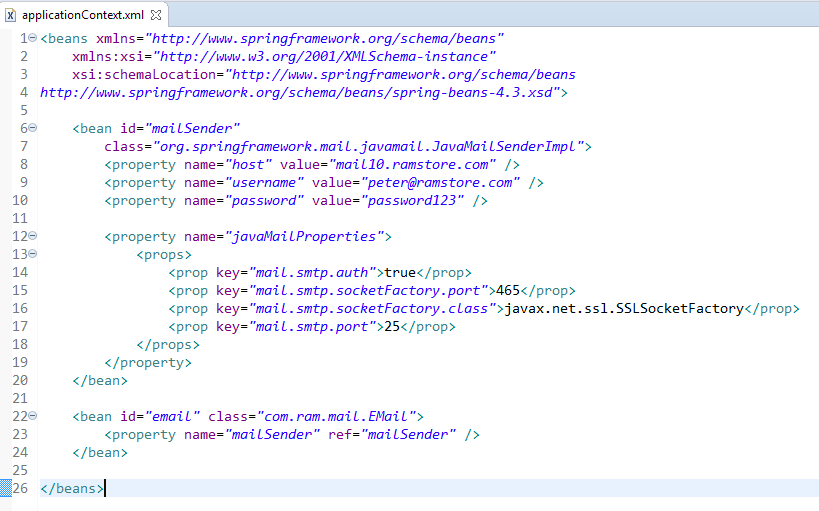 applicationContext.xml
1 <beans xmlns="http://www.springframework.org/schema/beans"
2     xmlns:xsi="http://www.w3.org/2001/XMLSchema-instance"
3     xsi:schemaLocation="http://www.springframework.org/schema/beans
4 http://www.springframework.org/schema/beans/spring-beans-4.3.xsd">
5
6     <bean id="mailSender"
7         class="org.springframework.mail.javamail.JavaMailSenderImpl">
8         <property name="host" value="mail10.ramstore.com" />
9         <property name="username" value="peter@ramstore.com" />
10         <property name="password" value="password123" />
11
12         <property name="javaMailProperties">
13             <props>
14                 <prop key="mail.smtp.auth">true</prop>
15                 <prop key="mail.smtp.socketFactory.port">465</prop>
16                 <prop key="mail.smtp.socketFactory.class">javax.net.ssl.SSLSocketFactory</prop>
17                 <prop key="mail.smtp.port">25</prop>
18             </props>
19         </property>
20     </bean>
21
22     <bean id="email" class="com.ram.mail.EMail">
23         <property name="mailSender" ref="mailSender" />
24     </bean>
25
26 </beans>